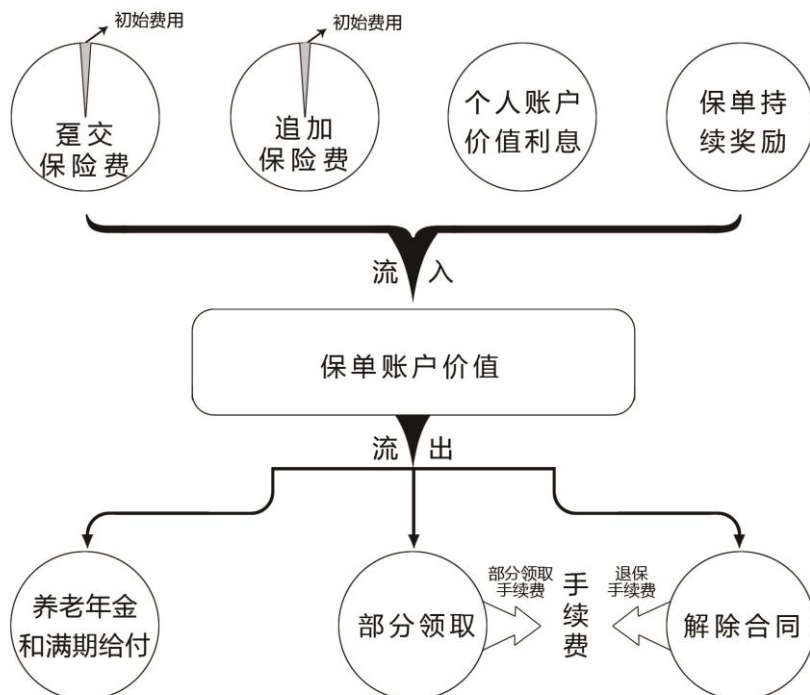 初始费用
初始费用
趸交
保险费
追加
保险费
个人账户
价值利息
保单持
续奖励
流入
保单账户价值
流出
养老年金
和满期给付
部分领取
部分领取
手续费
手续费
退保
手续费
解除合同